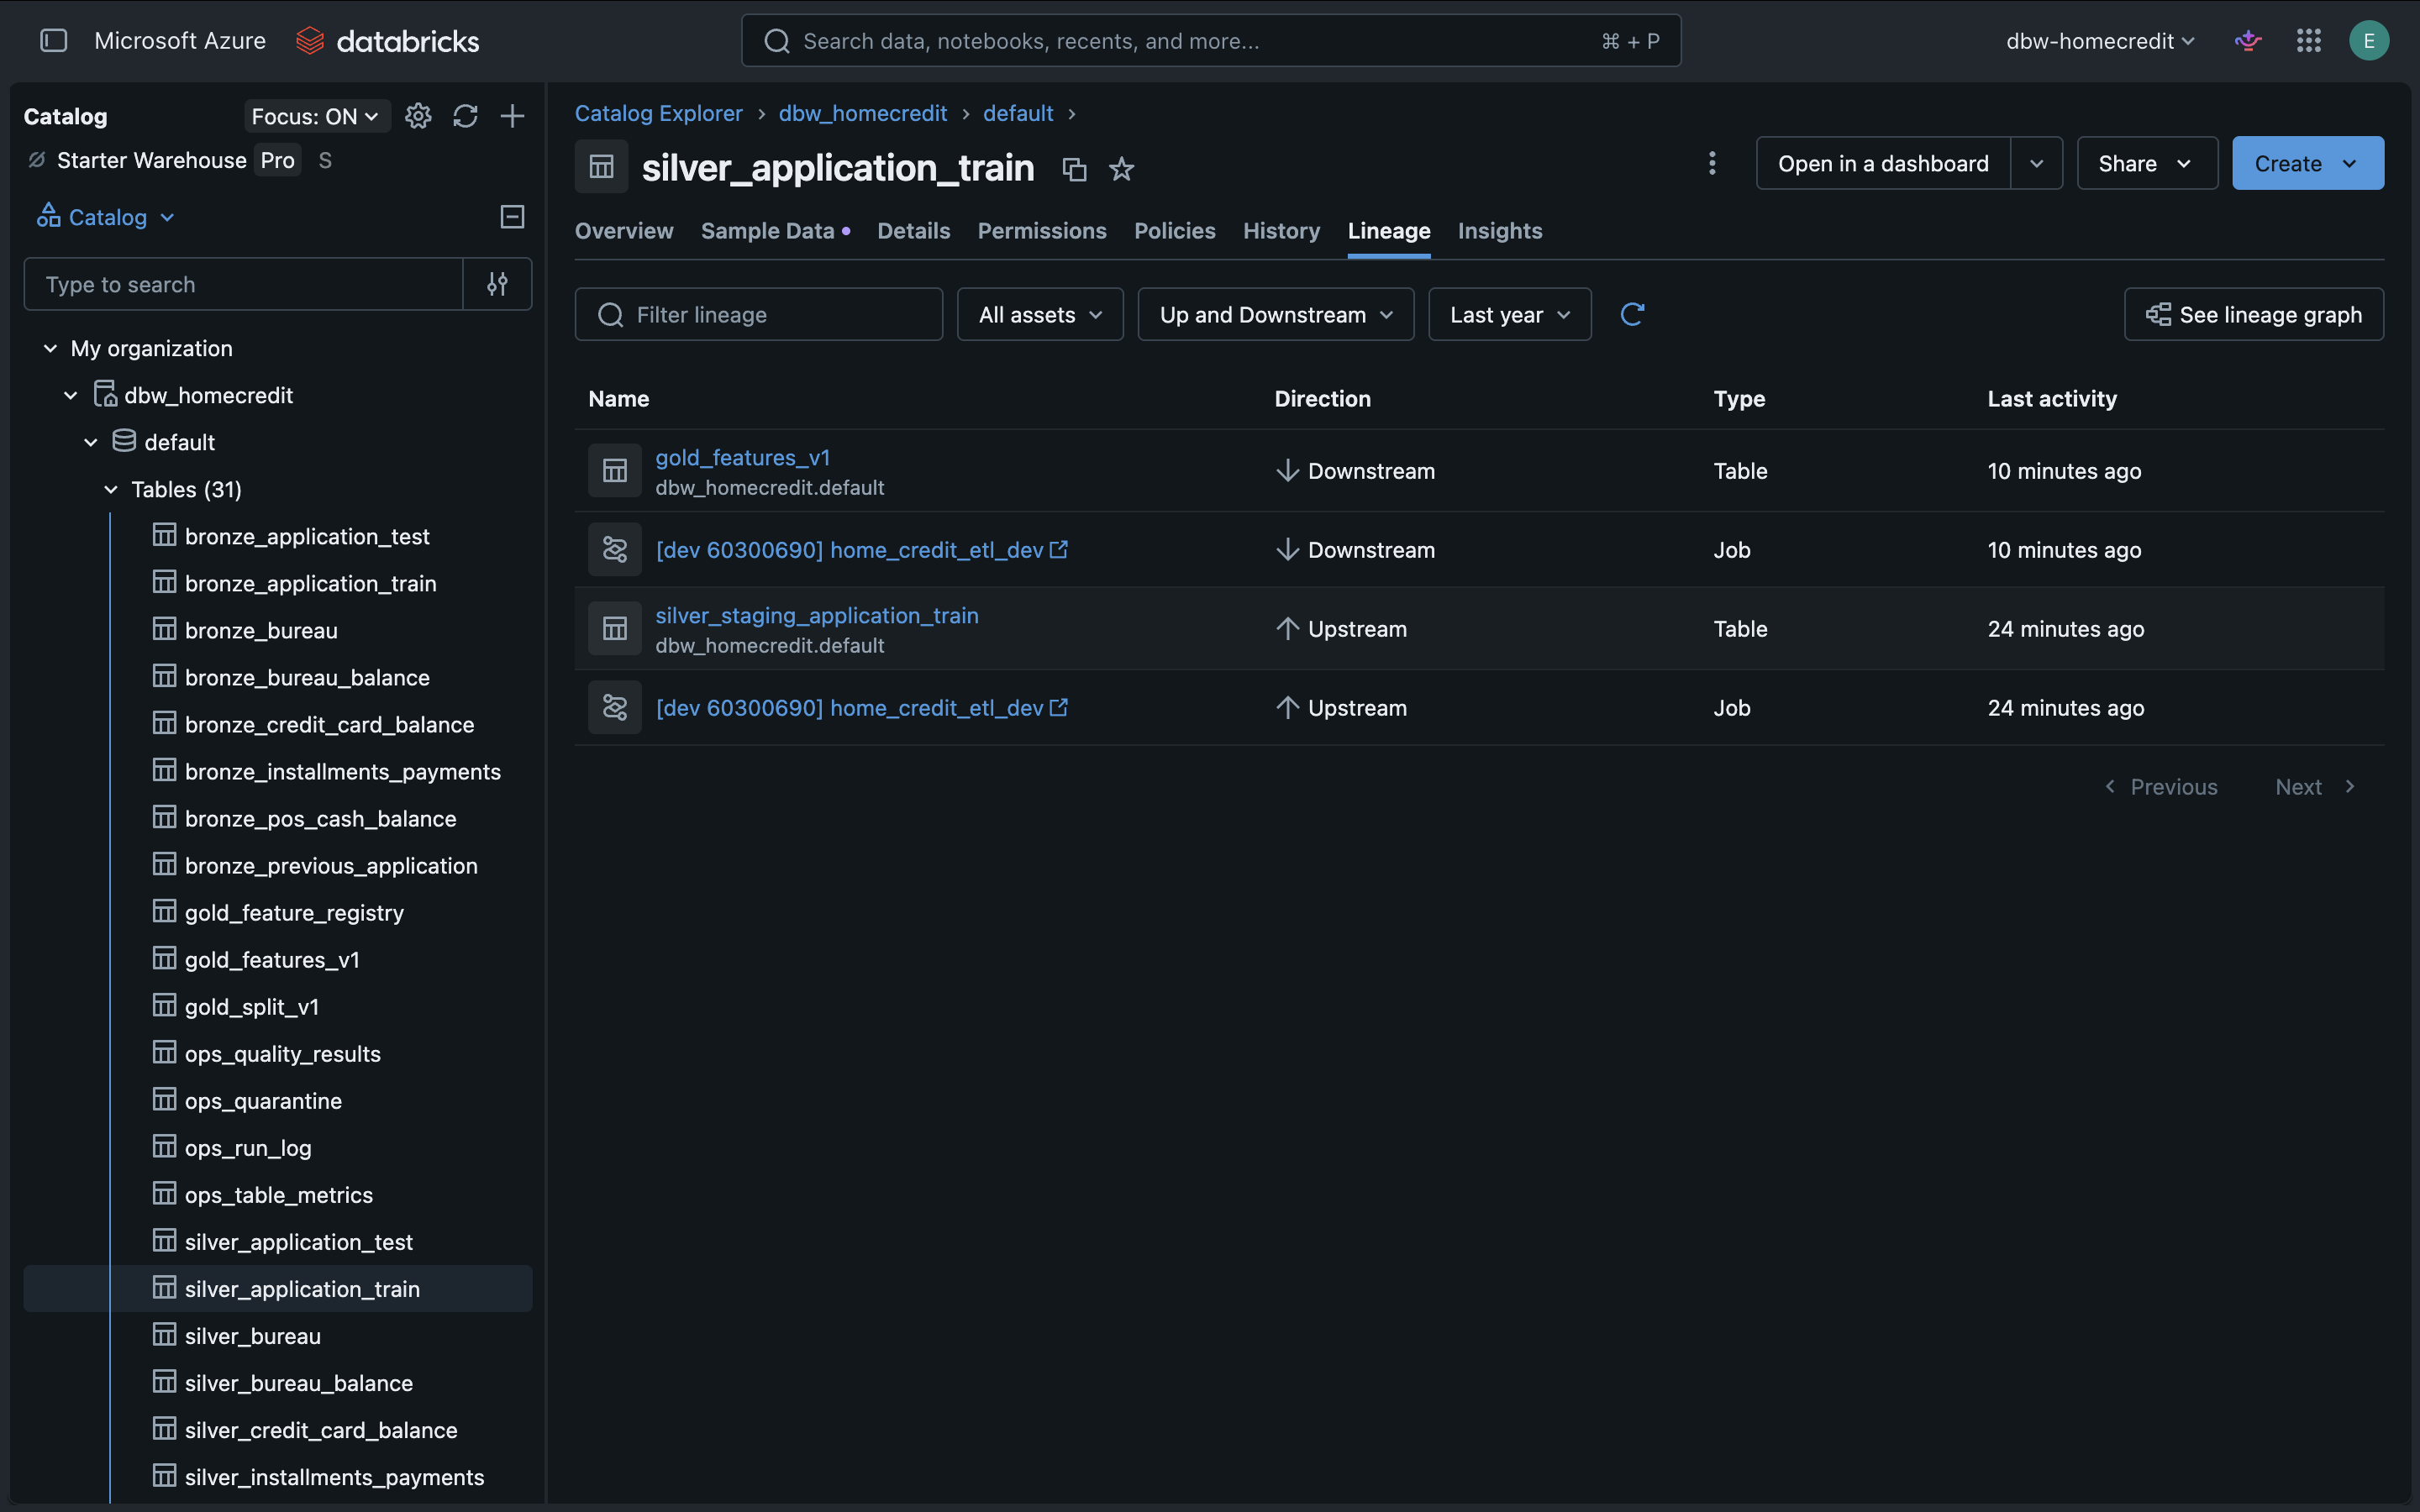 Microsoft Azure databricks
Search data, notebooks, recents, and more... ⌘ + P
dbw-homecredit
E
Catalog
Focus: ON
Starter Warehouse Pro S
Catalog
Type to search
My organization
dbw_homecredit
default
Tables (31)
bronze_application_test
bronze_application_train
bronze_bureau
bronze_bureau_balance
bronze_credit_card_balance
bronze_installments_payments
bronze_pos_cash_balance
bronze_previous_application
gold_feature_registry
gold_features_v1
gold_split_v1
ops_quality_results
ops_quarantine
ops_run_log
ops_table_metrics
silver_application_test
silver_application_train
silver_bureau
silver_bureau_balance
silver_credit_card_balance
silver_installments_payments
Catalog Explorer > dbw_homecredit > default >
silver_application_train
Open in a dashboard
Share
Create
Overview Sample Data Details Permissions Policies History Lineage Insights
Filter lineage
All assets
Up and Downstream
Last year
See lineage graph
Name Direction Type Last activity
gold_features_v1
dbw_homecredit.default
Downstream Table 10 minutes ago
[dev 60300690] home_credit_etl_dev Downstream Job 10 minutes ago
silver_staging_application_train
dbw_homecredit.default
Upstream Table 24 minutes ago
[dev 60300690] home_credit_etl_dev Upstream Job 24 minutes ago
Previous Next